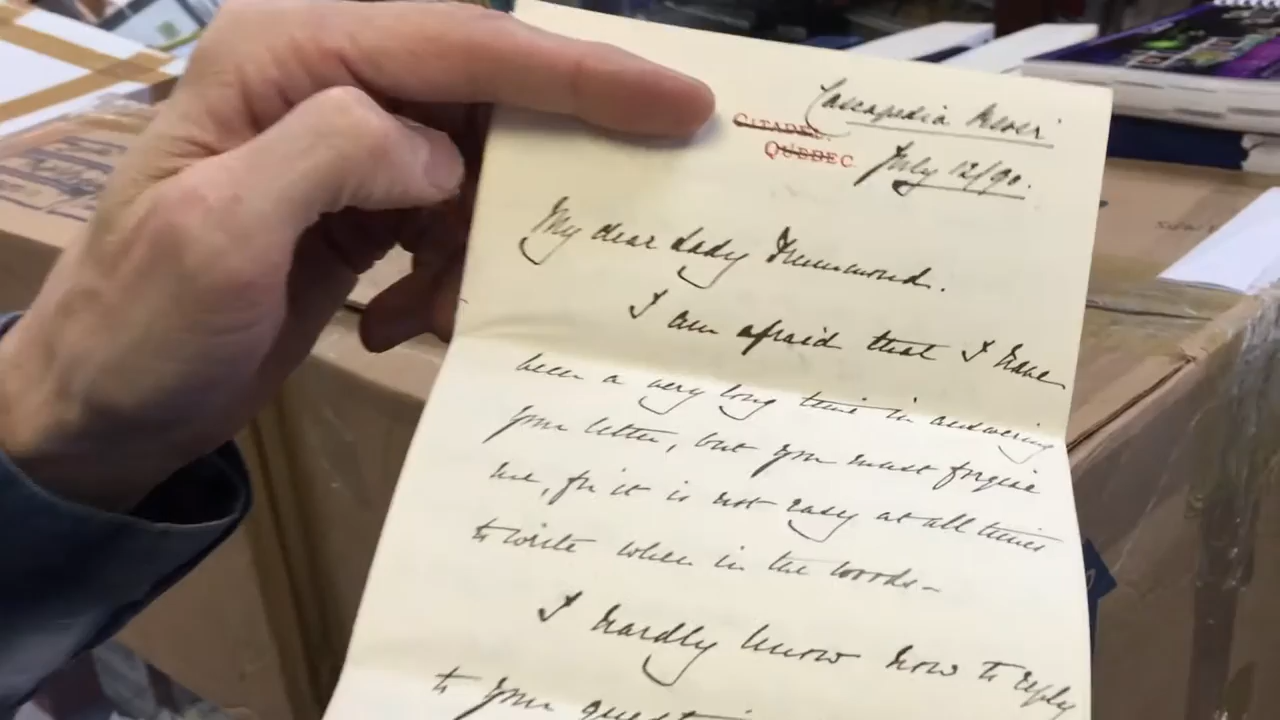 Cascapedia River
CITADEL.
QUEBEC
July 12/90.
My dear Lady Drummond.
I am afraid that I have
been a very long time in answering
your letter, but you must forgive
me, for it is not easy at all times
to write when in the woods–
I hardly know how to reply
to your